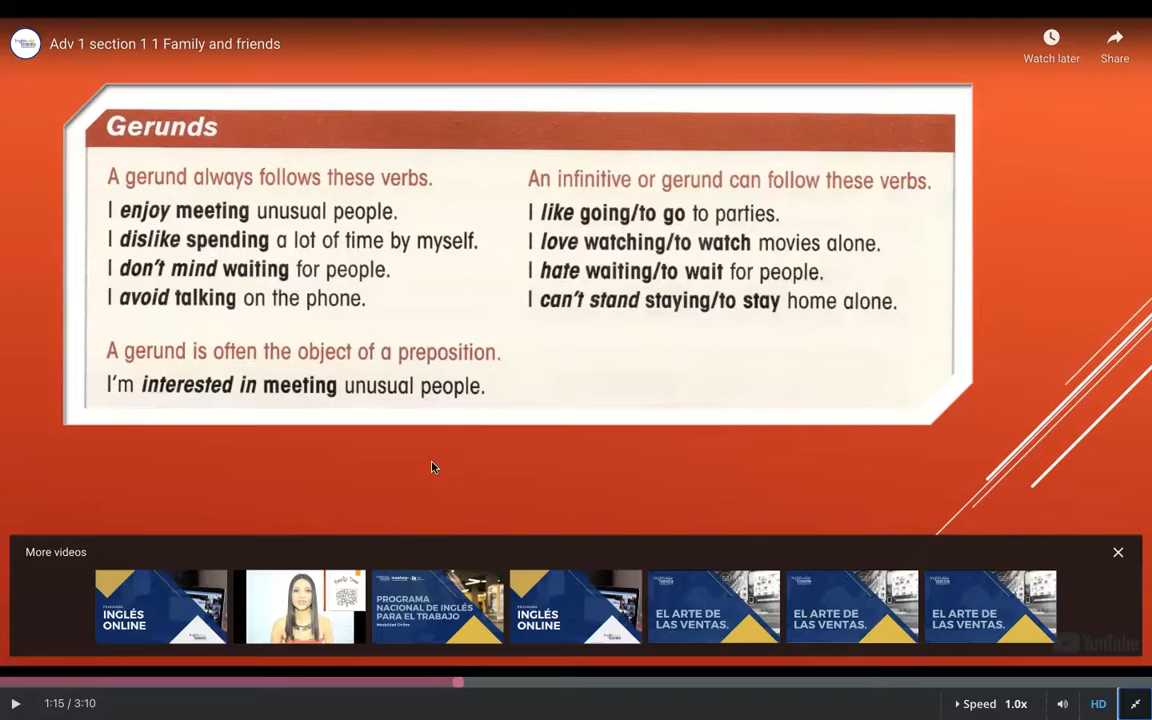 Adv 1 section 1 1 Family and friends
Watch later
Share
Gerunds
A gerund always follows these verbs.
I enjoy meeting unusual people.
I dislike spending a lot of time by myself.
I don't mind waiting for people.
I avoid talking on the phone.
A gerund is often the object of a preposition.
I'm interested in meeting unusual people.
An infinitive or gerund can follow these verbs.
I like going/to go to parties.
I love watching/to watch movies alone.
I hate waiting/to wait for people.
I can't stand staying/to stay home alone.
More videos
INGLÉS
ONLINE
Family Tree
PROGRAMA
NACIONAL DE INGLÉS
PARA EL TRABAJO
Modalidad Online
INGLÉS
ONLINE
EL ARTE DE
LAS VENTAS.
EL ARTE DE
LAS VENTAS.
EL ARTE DE
LAS VENTAS.
YouTube
1:15 / 3:10
Speed 1.0x
HD